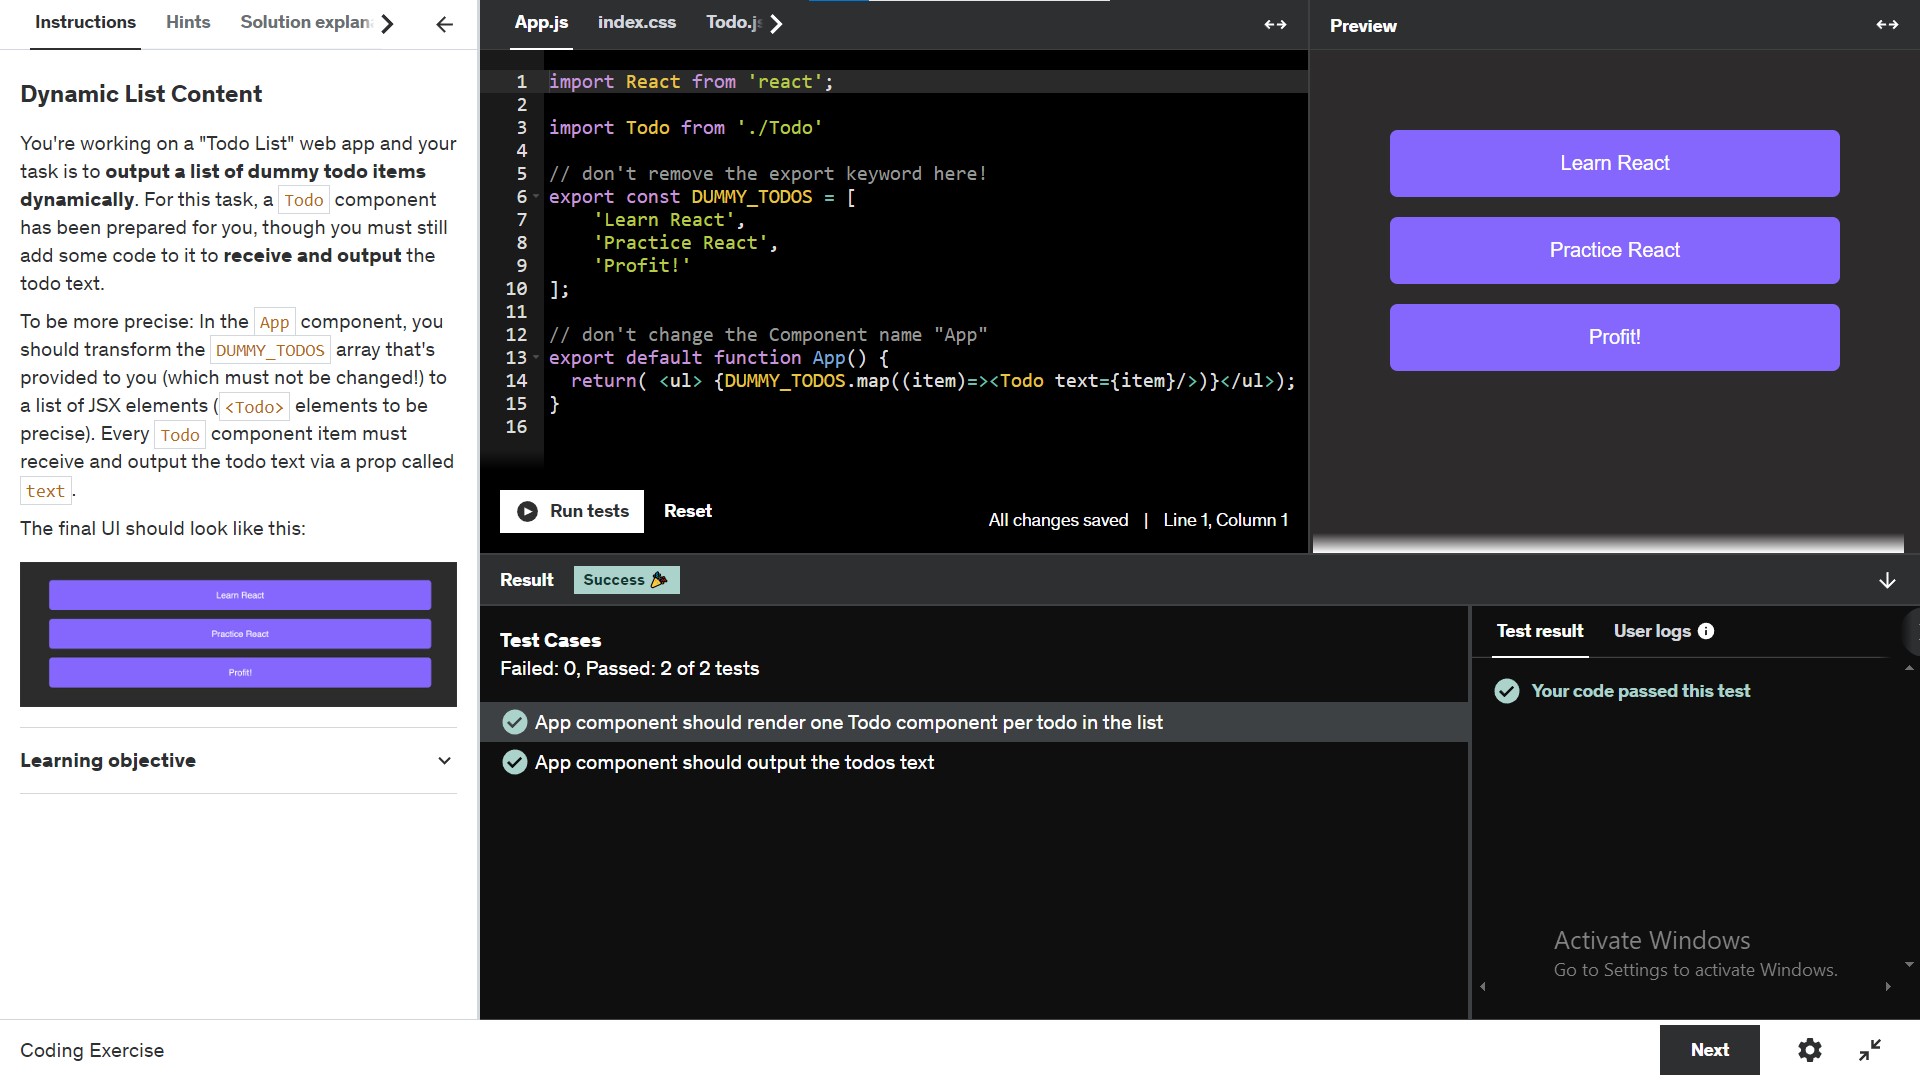 Instructions Hints Solution explan
Dynamic List Content
You're working on a "Todo List" web app and your
task is to output a list of dummy todo items
dynamically. For this task, a Todo component
has been prepared for you, though you must still
add some code to it to receive and output the
todo text.
To be more precise: In the App component, you
should transform the DUMMY_TODOS array that's
provided to you (which must not be changed!) to
a list of JSX elements ( <Todo> elements to be
precise). Every Todo component item must
receive and output the todo text via a prop called
text .
The final UI should look like this:
Learn React
Practice React
Profit!
Learning objective
App.js index.css Todo.js
1 import React from 'react';
2
3 import Todo from './Todo'
4
5 // don't remove the export keyword here!
6 export const DUMMY_TODOS = [
7 'Learn React',
8 'Practice React',
9 'Profit!'
10 ];
11
12 // don't change the Component name "App"
13 export default function App() {
14 return( <ul> {DUMMY_TODOS.map((item)=><Todo text={item}/>)}</ul>);
15 }
16
Run tests Reset All changes saved | Line 1, Column 1
Preview
Learn React
Practice React
Profit!
Result Success
Test Cases
Failed: 0, Passed: 2 of 2 tests
App component should render one Todo component per todo in the list
App component should output the todos text
Test result User logs
Your code passed this test
Activate Windows
Go to Settings to activate Windows.
Coding Exercise Next